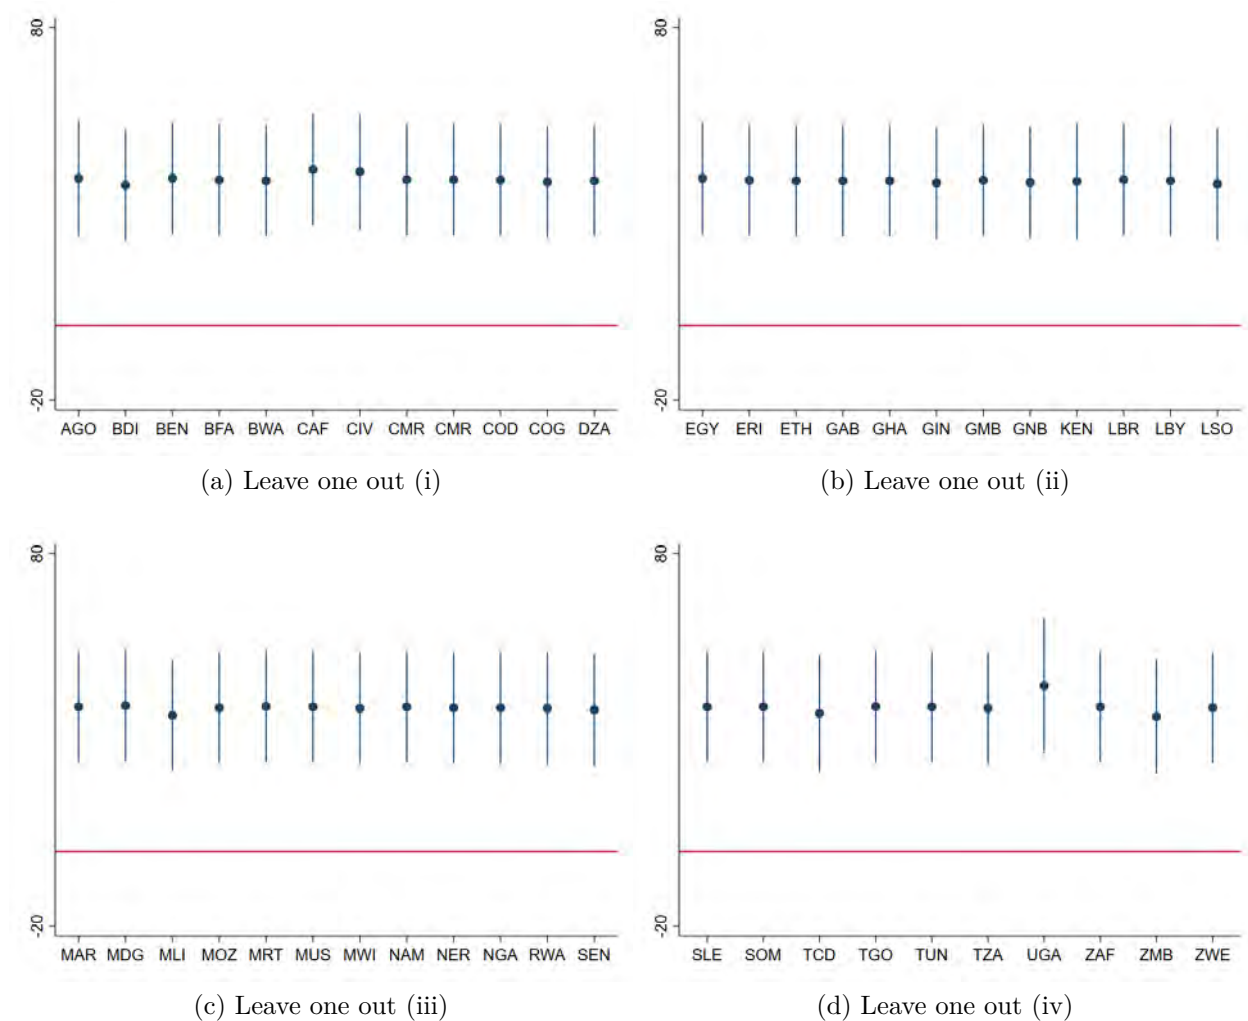 80
-20
AGO BDI BEN BFA BWA CAF CIV CMR CMR COD COG DZA
(a) Leave one out (i)
80
-20
EGY ERI ETH GAB GHA GIN GMB GNB KEN LBR LBY LSO
(b) Leave one out (ii)
80
-20
MAR MDG MLI MOZ MRT MUS MWI NAM NER NGA RWA SEN
(c) Leave one out (iii)
80
-20
SLE SOM TCD TGO TUN TZA UGA ZAF ZMB ZWE
(d) Leave one out (iv)